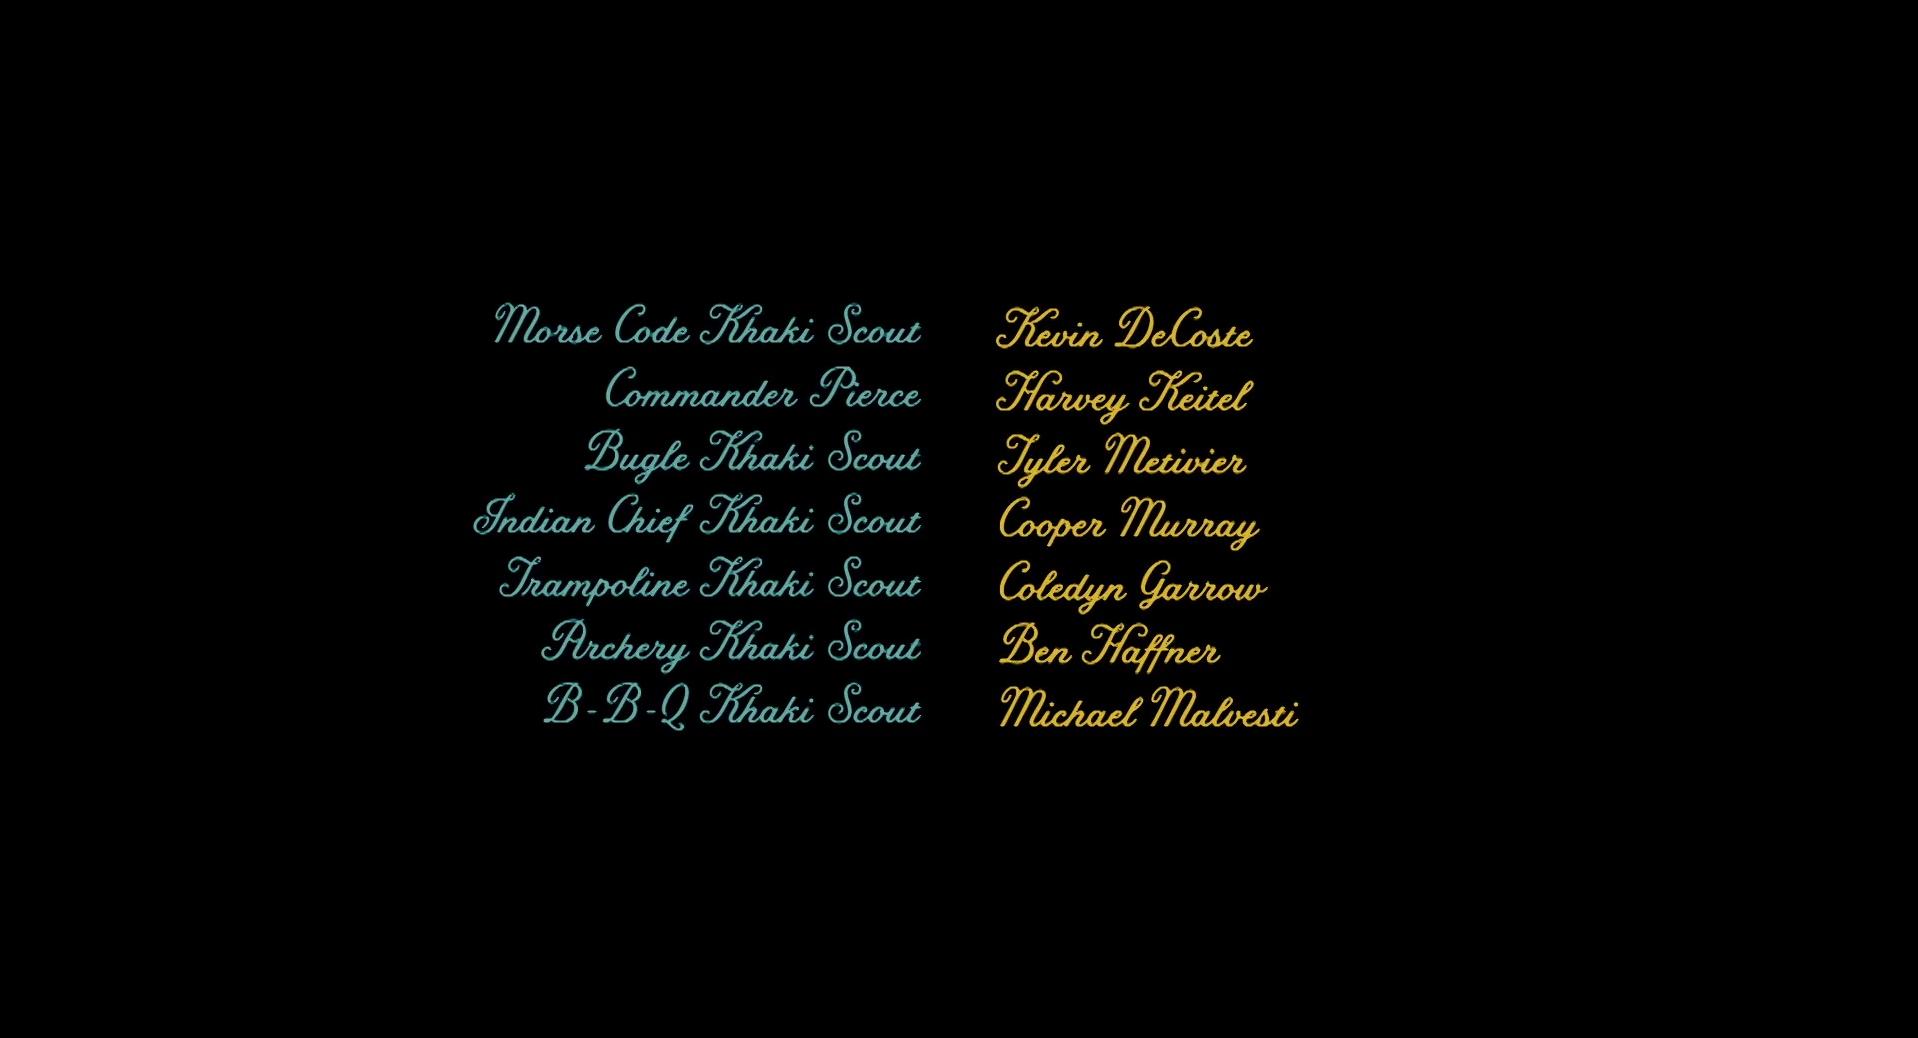 Morse Code Khaki Scout Kevin DeCoste
Commander Pierce Harvey Keitel
Bugle Khaki Scout Tyler Metivier
Indian Chief Khaki Scout Cooper Murray
Trampoline Khaki Scout Coledyn Garrow
Archery Khaki Scout Ben Haffner
B-B-Q Khaki Scout Michael Malvesti